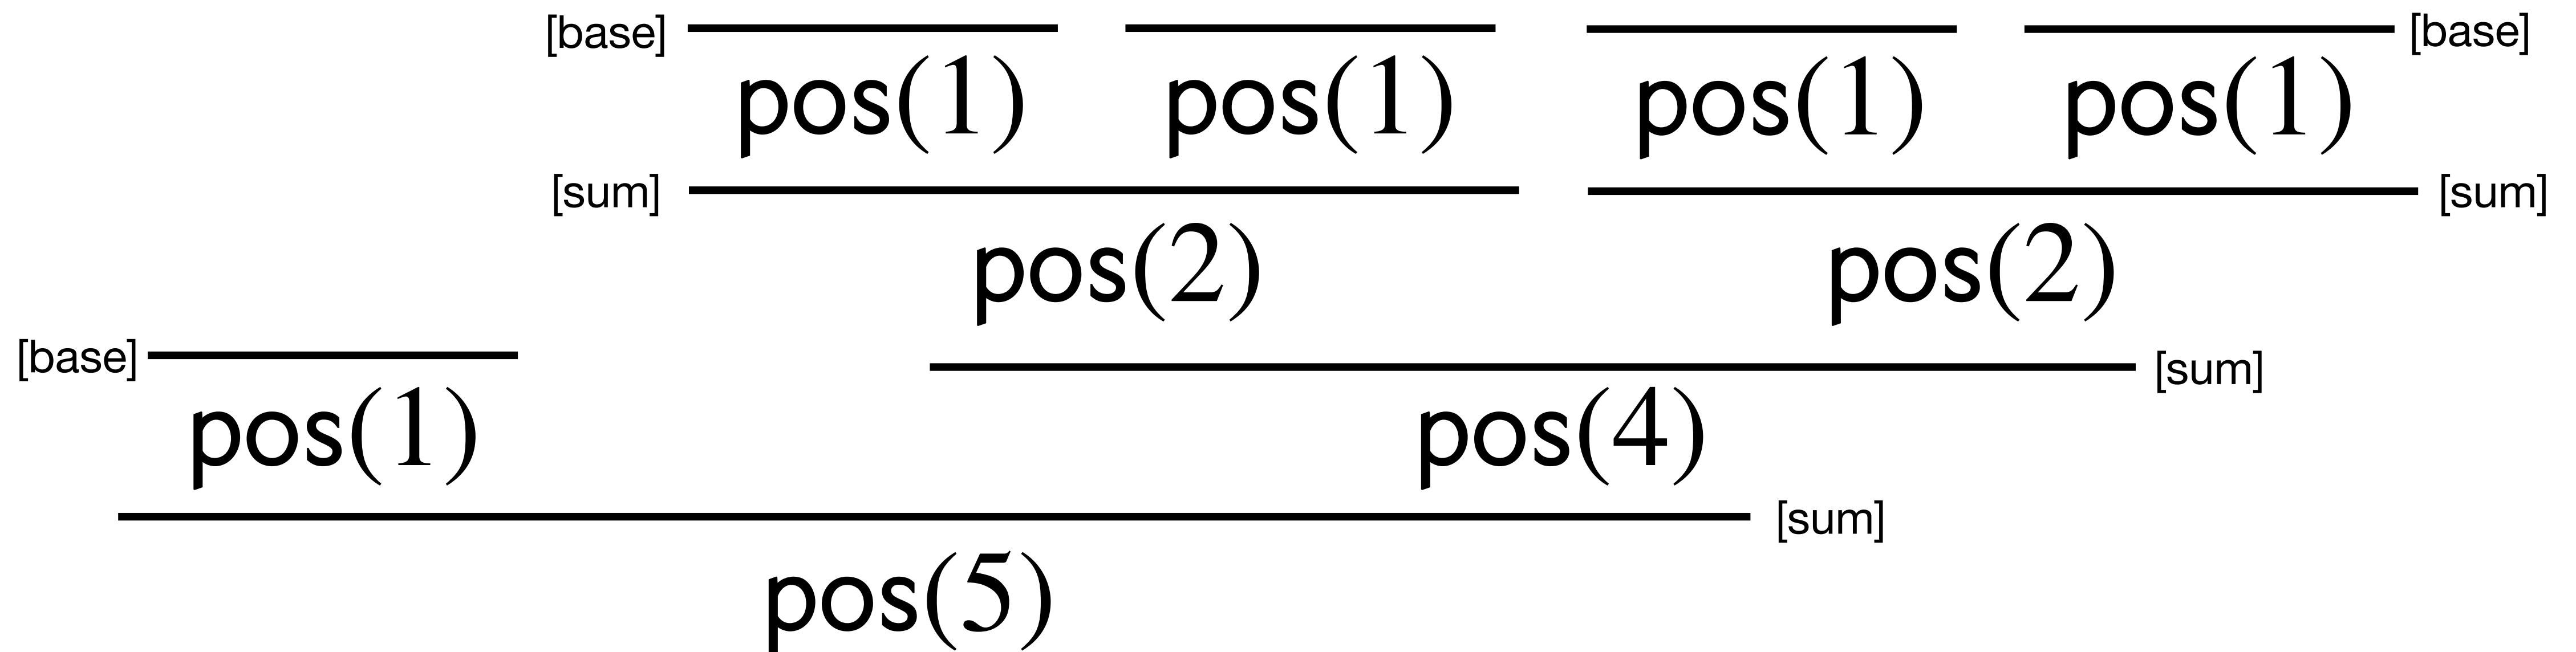 [base] [base]
pos(1) pos(1) pos(1) pos(1)
[sum] [sum]
pos(2) pos(2)
[base] [sum]
pos(1) pos(4)
[sum]
pos(5)